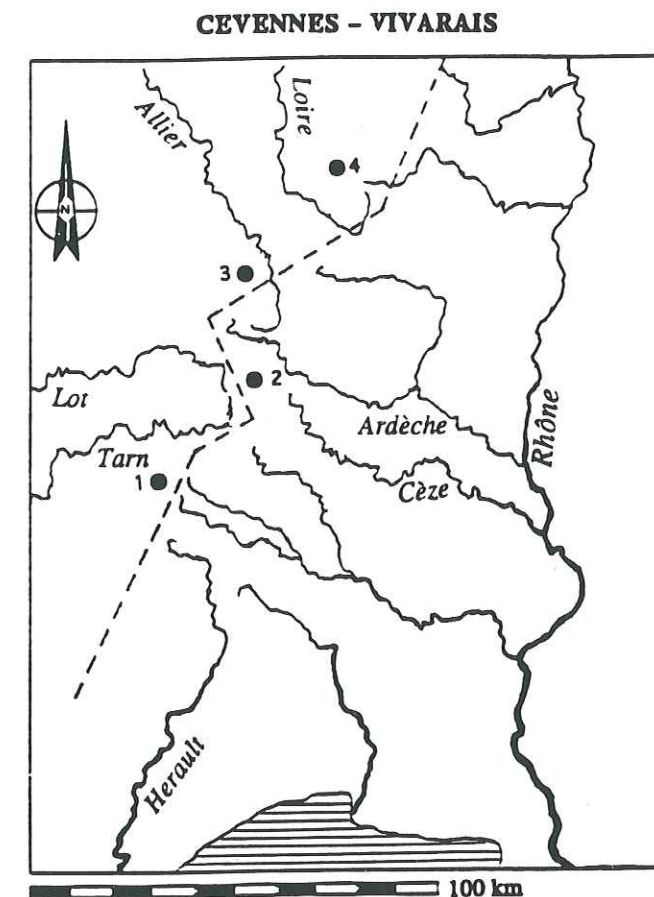 CEVENNES – VIVARAIS
Allier
Loire
N
4
3
2
Lot
Ardèche
Rhône
Tarn
1
Cèze
Herault
100 km